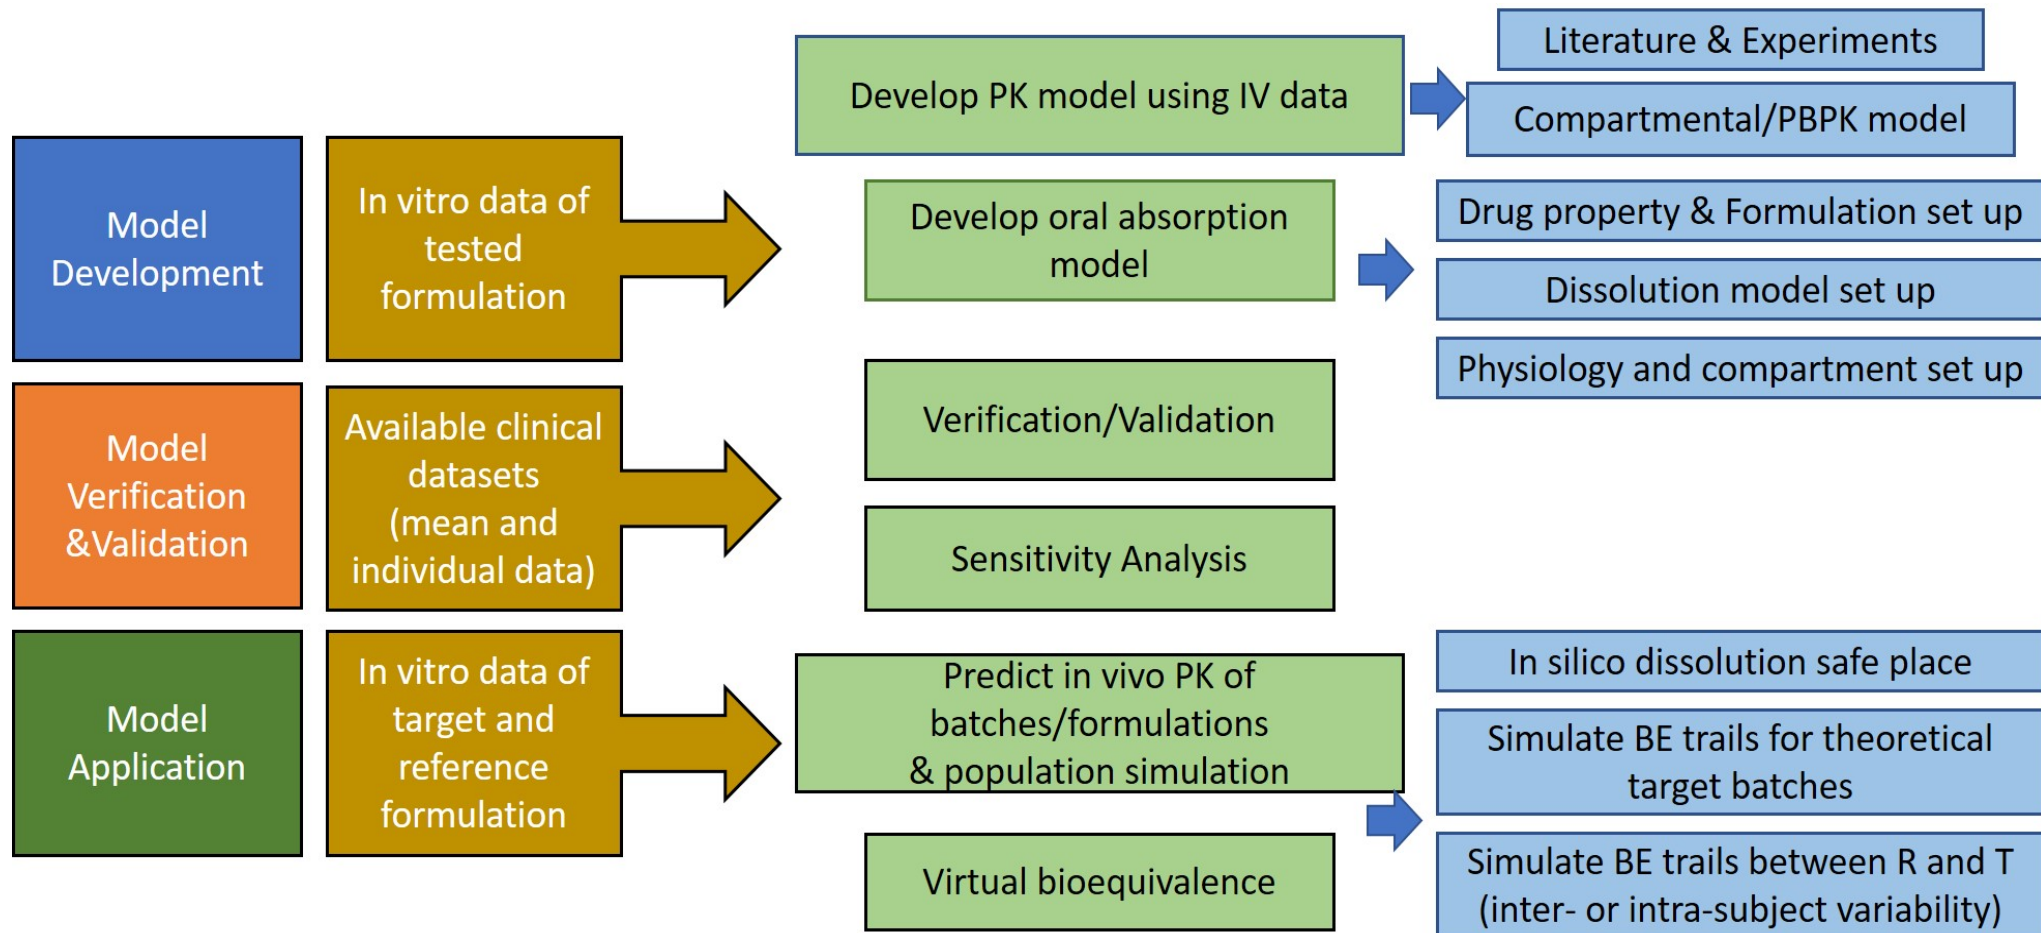 Model
Development
In vitro data of
tested
formulation
Develop PK model using IV data
Literature & Experiments
Compartmental/PBPK model
Develop oral absorption
model
Drug property & Formulation set up
Dissolution model set up
Physiology and compartment set up
Model
Verification
&Validation
Available clinical
datasets
(mean and
individual data)
Verification/Validation
Sensitivity Analysis
Model
Application
In vitro data of
target and
reference
formulation
Predict in vivo PK of
batches/formulations
& population simulation
Virtual bioequivalence
In silico dissolution safe place
Simulate BE trails for theoretical
target batches
Simulate BE trails between R and T
(inter- or intra-subject variability)